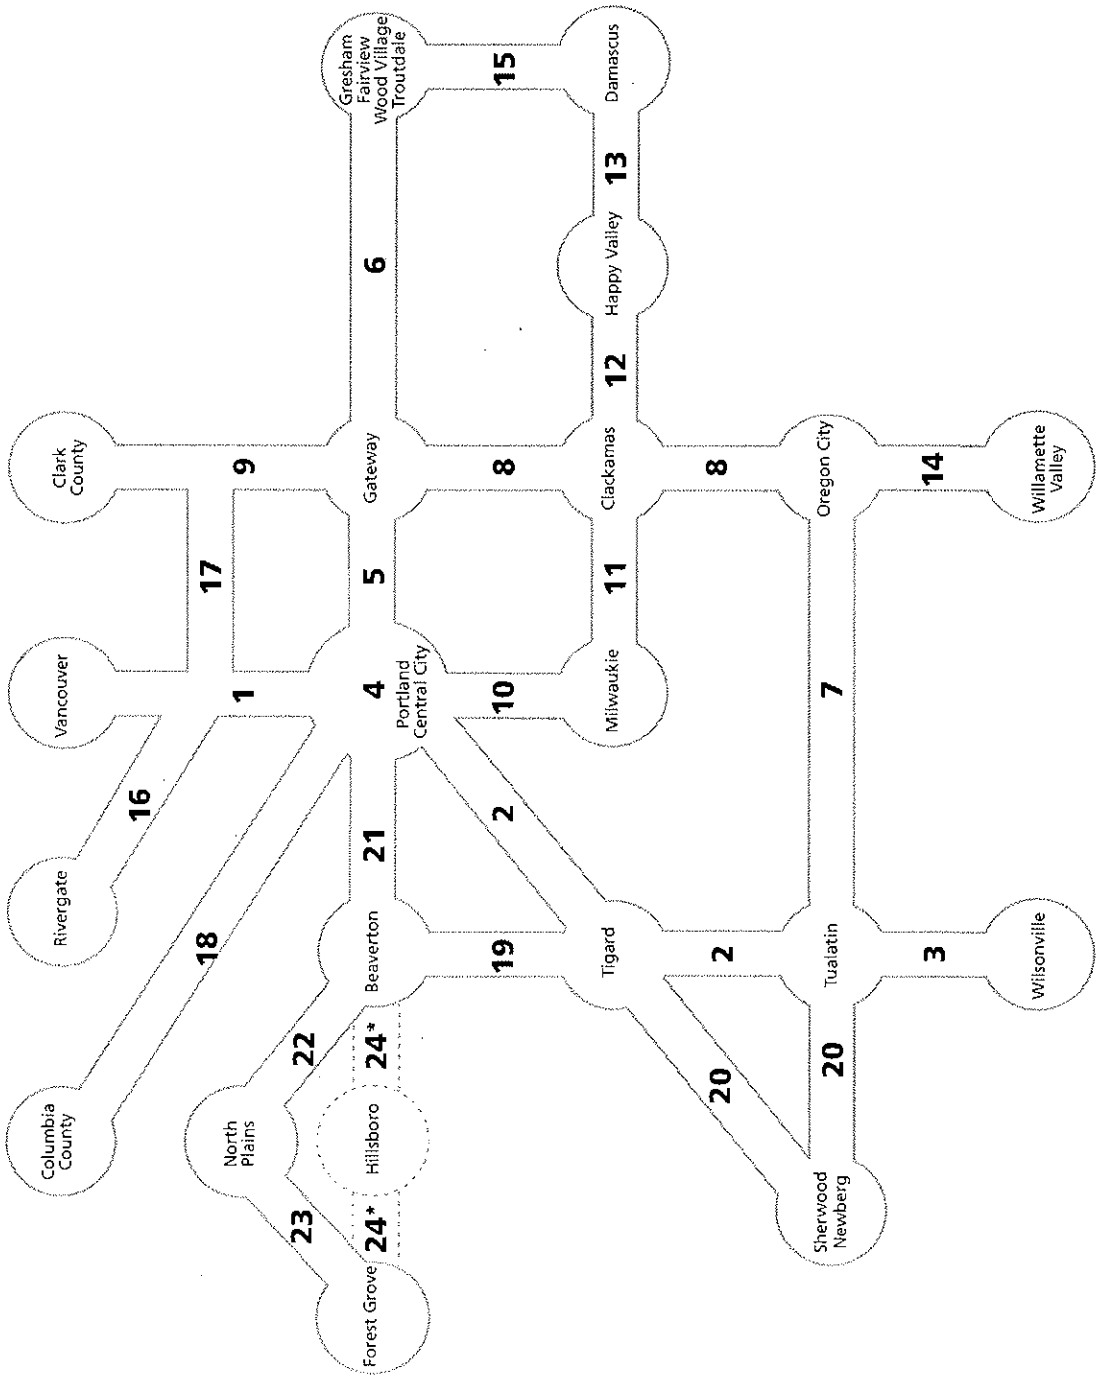 Columbia
County
Rivergate
Vancouver
Clark
County
16
18
17
North
Plains
1
9
23
22
Forest Grove
24*
Hillsboro
24*
Beaverton
21
4
Portland
Central City
5
Gateway
6
Gresham
Fairview
Wood Village
Troutdale
19
2
10
8
15
Tigard
Milwaukie
11
Clackamas
12
Happy Valley
13
Damascus
20
2
8
Sherwood
Newberg
20
Tualatin
7
Oregon City
3
14
Wilsonville
Willamette
Valley